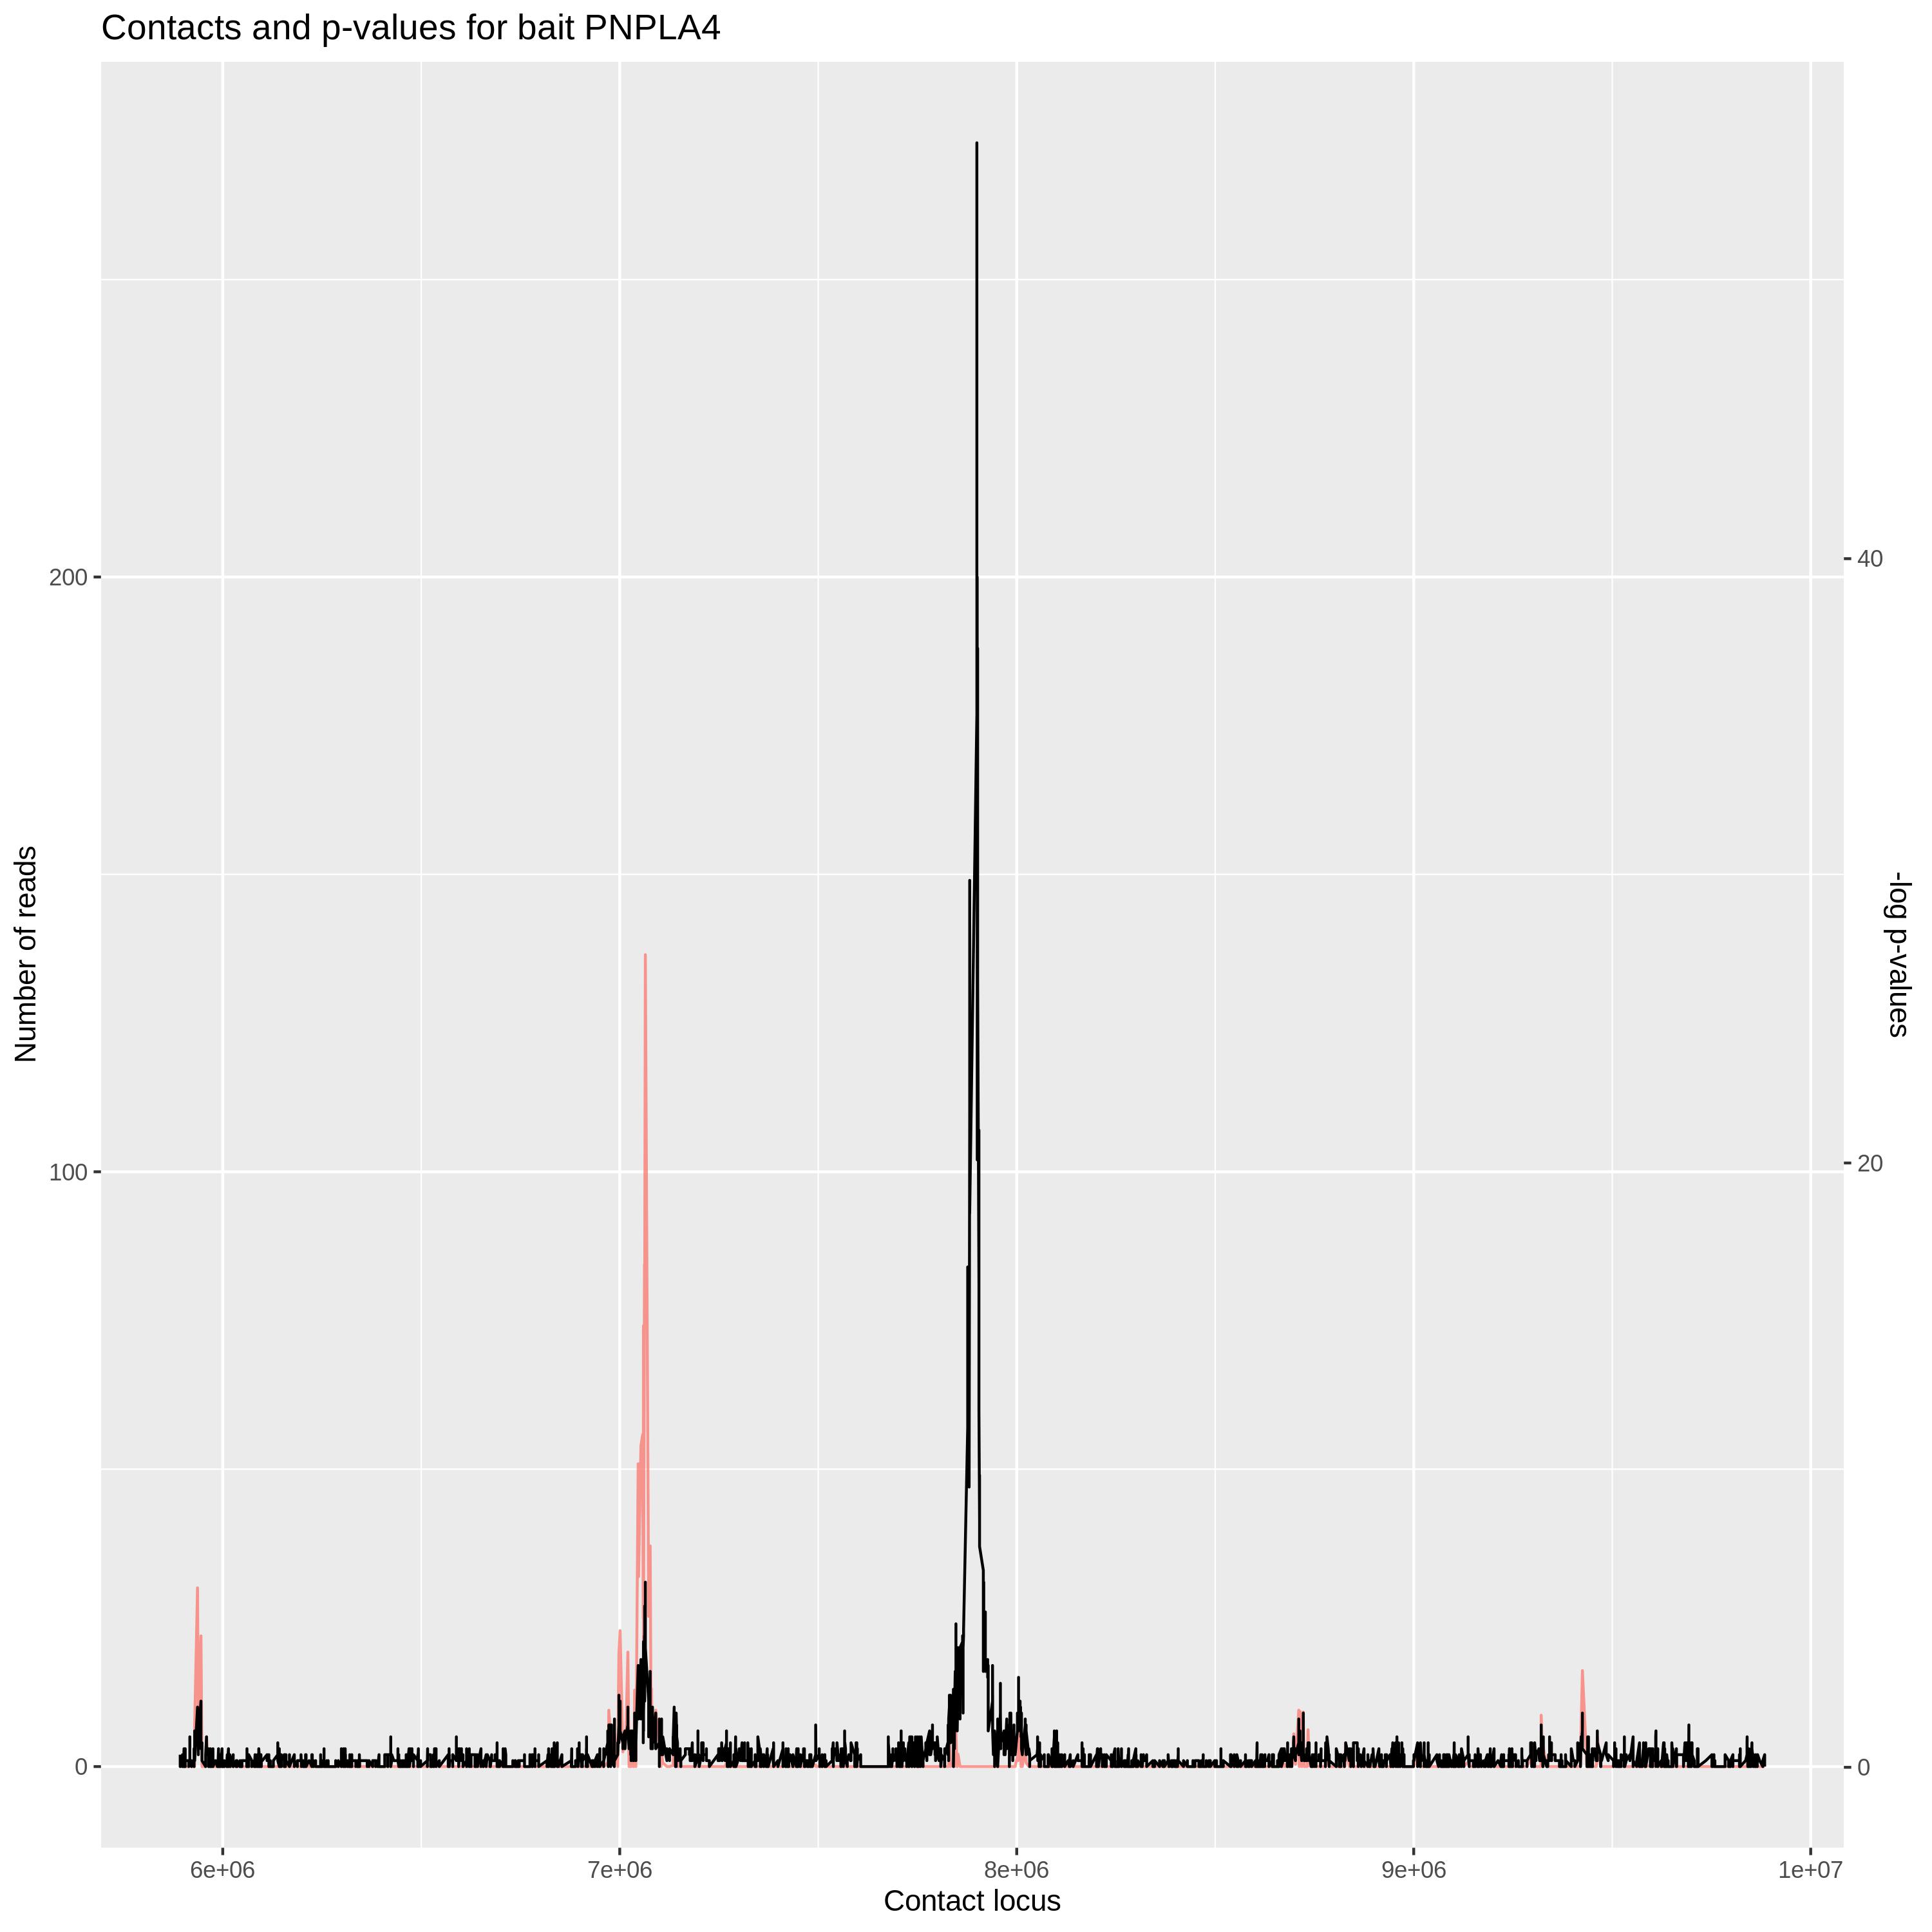 Contacts and p-values for bait PNPLA4
Number of reads
200
100
0
40
20
0
-log p-values
6e+06
7e+06
8e+06
9e+06
1e+07
Contact locus